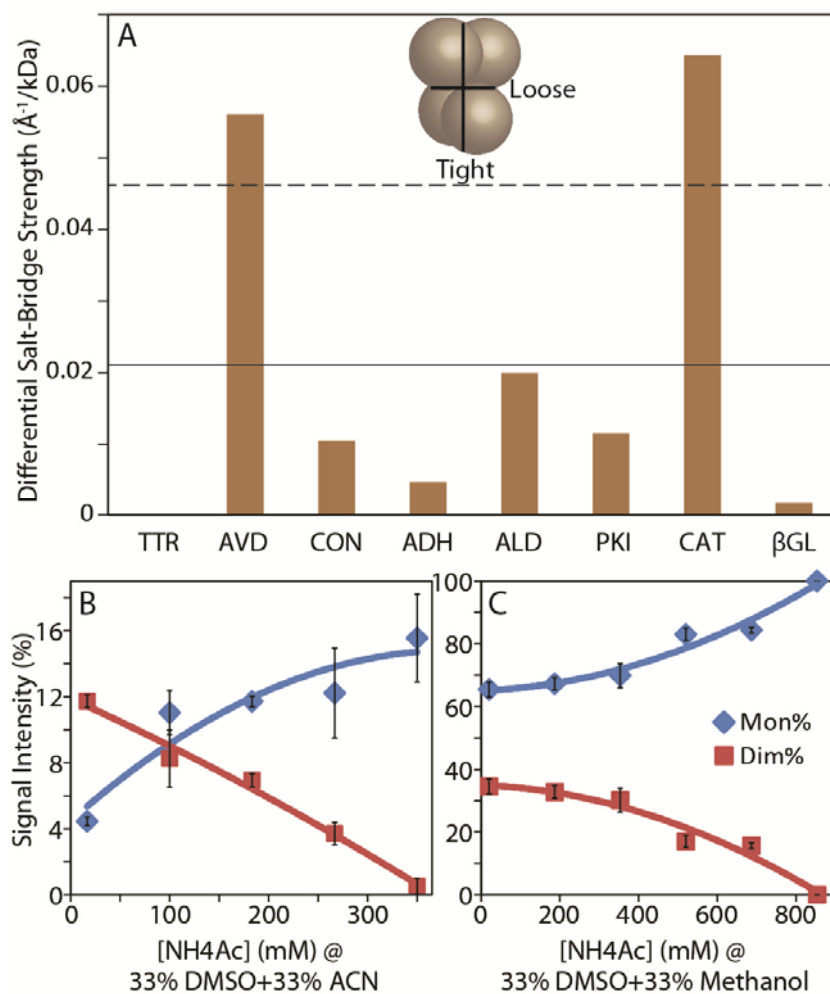 A
Differential Salt-Bridge Strength (Å⁻¹/kDa)
0.06
0.04
0.02
0
Loose
Tight
TTR AVD CON ADH ALD PKI CAT βGL
B
Signal Intensity (%)
16
12
8
4
0
0 100 200 300
[NH4Ac] (mM) @
33% DMSO+33% ACN
C
100
80
60
40
20
0
Mon%
Dim%
0 200 400 600 800
[NH4Ac] (mM) @
33% DMSO+33% Methanol